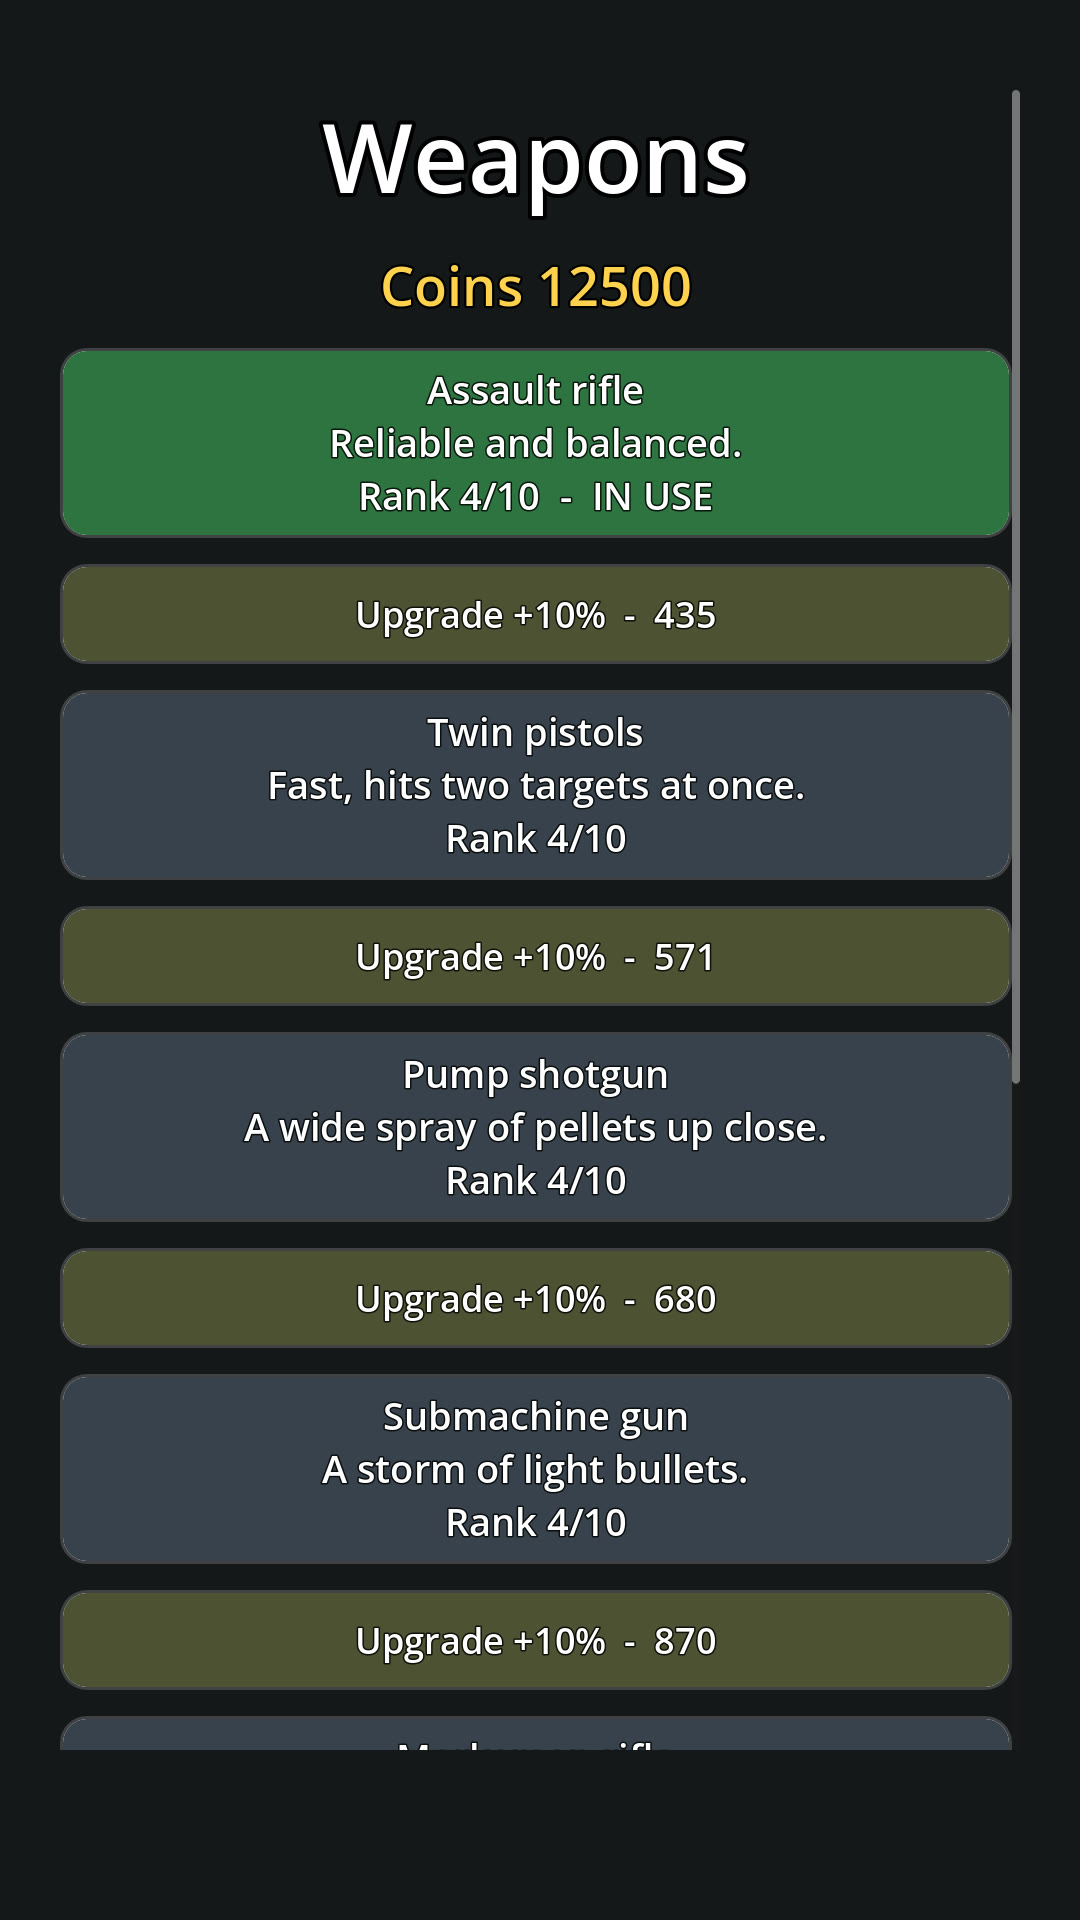 Weapons
Coins 12500
Assault rifle
Reliable and balanced.
Rank 4/10 - IN USE
Upgrade +10% - 435
Twin pistols
Fast, hits two targets at once.
Rank 4/10
Upgrade +10% - 571
Pump shotgun
A wide spray of pellets up close.
Rank 4/10
Upgrade +10% - 680
Submachine gun
A storm of light bullets.
Rank 4/10
Upgrade +10% - 870